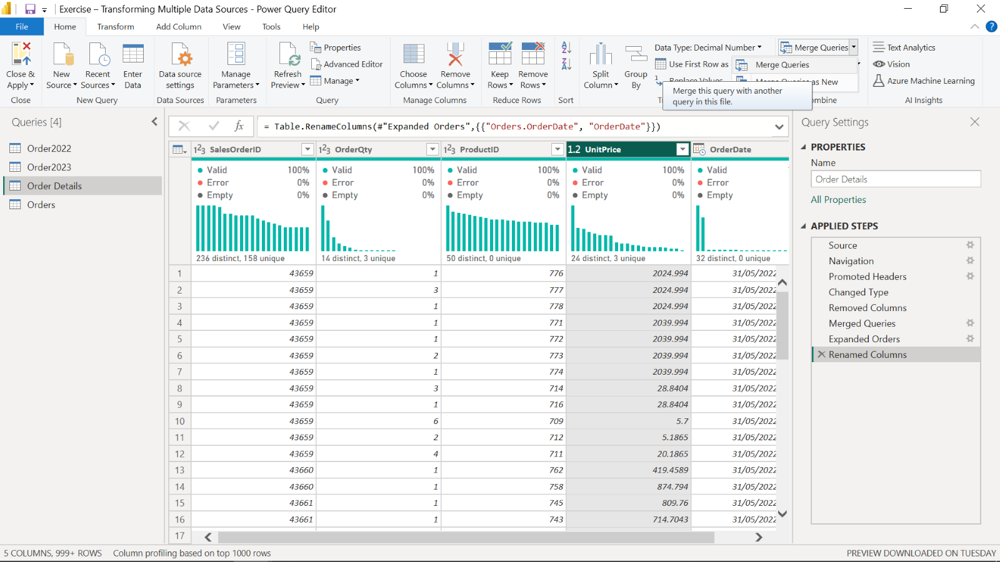 Exercise – Transforming Multiple Data Sources - Power Query Editor
File Home Transform Add Column View Tools Help ?
Close & Apply
Close
New Source
Recent Sources
Enter Data
New Query
Data source settings
Data Sources
Manage Parameters
Parameters
Refresh Preview
Properties
Advanced Editor
Manage
Query
Choose Columns
Remove Columns
Manage Columns
Keep Rows
Remove Rows
Reduce Rows
Sort
Split Column
Group By
Data Type: Decimal Number
Use First Row as
Replace Values
Merge Queries
Merge Queries
Merge Queries as New
Merge this query with another
query in this file.
Text Analytics
Vision
Azure Machine Learning
AI Insights
Queries [4]
Order2022
Order2023
Order Details
Orders
fx
= Table.RenameColumns(#"Expanded Orders",{{"Orders.OrderDate", "OrderDate"}})
1²3 SalesOrderID 1²3 OrderQty 1²3 ProductID 1.2 UnitPrice OrderDate
Valid 100% Valid 100% Valid 100% Valid 100% Valid
Error 0% Error 0% Error 0% Error 0% Error
Empty 0% Empty 0% Empty 0% Empty 0% Empty
236 distinct, 158 unique 14 distinct, 3 unique 50 distinct, 0 unique 24 distinct, 3 unique 32 distinct, 0 unique
1 43659 1 776 2024.994 31/05/2022
2 43659 3 777 2024.994 31/05/2022
3 43659 1 778 2024.994 31/05/2022
4 43659 1 771 2039.994 31/05/2022
5 43659 1 772 2039.994 31/05/2022
6 43659 2 773 2039.994 31/05/2022
7 43659 1 774 2039.994 31/05/2022
8 43659 3 714 28.8404 31/05/2022
9 43659 1 716 28.8404 31/05/2022
10 43659 6 709 5.7 31/05/2022
11 43659 2 712 5.1865 31/05/2022
12 43659 4 711 20.1865 31/05/2022
13 43660 1 762 419.4589 31/05/2022
14 43660 1 758 874.794 31/05/2022
15 43661 1 745 809.76 31/05/2022
16 43661 1 743 714.7043 31/05/2022
17
Query Settings
PROPERTIES
Name
Order Details
All Properties
APPLIED STEPS
Source
Navigation
Promoted Headers
Changed Type
Removed Columns
Merged Queries
Expanded Orders
Renamed Columns
5 COLUMNS, 999+ ROWS Column profiling based on top 1000 rows PREVIEW DOWNLOADED ON TUESDAY